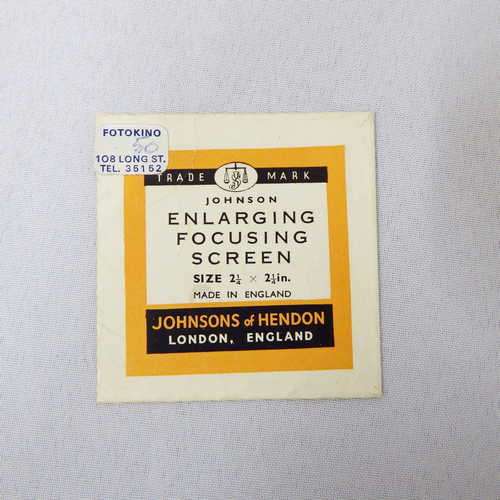 FOTOKINO
50
108 LONG ST.
TEL. 35152
TRADE MARK
JOHNSON
ENLARGING
FOCUSING
SCREEN
SIZE 2¼ × 2¼in.
MADE IN ENGLAND
JOHNSONS of HENDON
LONDON, ENGLAND